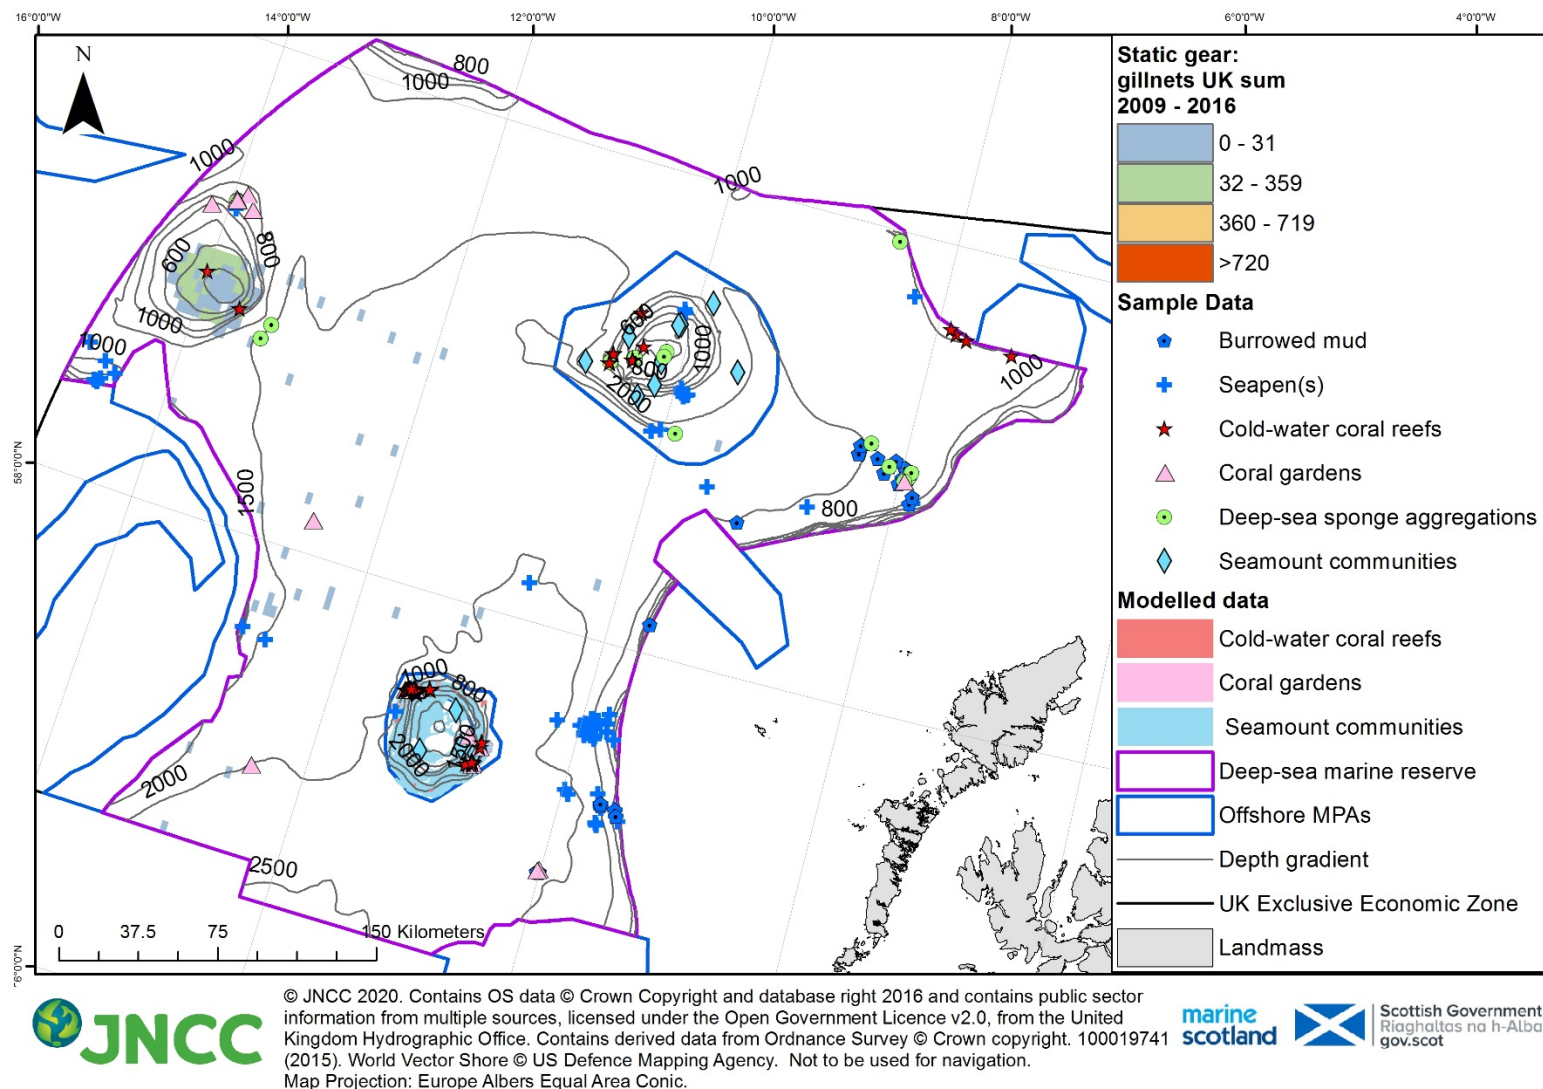 16°0'0"W
14°0'0"W
12°0'0"W
10°0'0"W
8°0'0"W
6°0'0"W
4°0'0"W
N
800
1000
1000
1000
600
800
1000
1000
600
1000
800
2000
1000
1500
800
58°0'0"N
1000
800
2000
2000
2500
0 37.5 75 150 Kilometers
Static gear:
gillnets UK sum
2009 - 2016
0 - 31
32 - 359
360 - 719
>720
Sample Data
Burrowed mud
Seapen(s)
Cold-water coral reefs
Coral gardens
Deep-sea sponge aggregations
Seamount communities
Modelled data
Cold-water coral reefs
Coral gardens
Seamount communities
Deep-sea marine reserve
Offshore MPAs
Depth gradient
UK Exclusive Economic Zone
Landmass
JNCC
© JNCC 2020. Contains OS data © Crown Copyright and database right 2016 and contains public sector
information from multiple sources, licensed under the Open Government Licence v2.0, from the United
Kingdom Hydrographic Office. Contains derived data from Ordnance Survey © Crown copyright. 100019741
(2015). World Vector Shore © US Defence Mapping Agency. Not to be used for navigation.
Map Projection: Europe Albers Equal Area Conic.
marine
scotland
Scottish Government
Riaghaltas na h-Alba
gov.scot